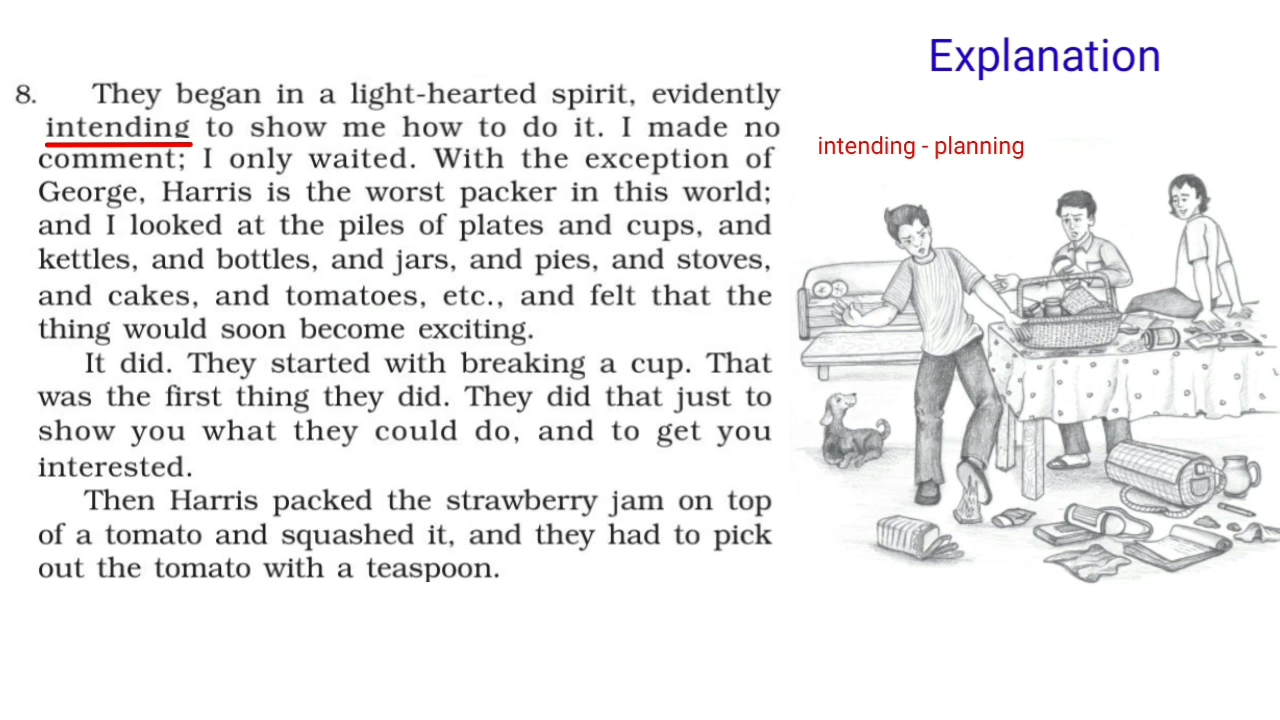 Explanation
8. They began in a light-hearted spirit, evidently
intending to show me how to do it. I made no
comment; I only waited. With the exception of
George, Harris is the worst packer in this world;
and I looked at the piles of plates and cups, and
kettles, and bottles, and jars, and pies, and stoves,
and cakes, and tomatoes, etc., and felt that the
thing would soon become exciting.
It did. They started with breaking a cup. That
was the first thing they did. They did that just to
show you what they could do, and to get you
interested.
Then Harris packed the strawberry jam on top
of a tomato and squashed it, and they had to pick
out the tomato with a teaspoon.
intending - planning